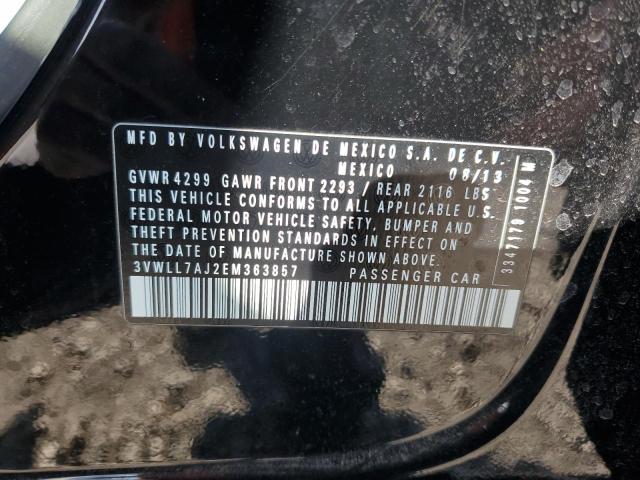 MFD BY VOLKSWAGEN DE MEXICO S.A. DE C.V.
MEXICO 08/13
GVWR 4299 GAWR FRONT 2293 / REAR 2116 LBS
THIS VEHICLE CONFORMS TO ALL APPLICABLE U.S.
FEDERAL MOTOR VEHICLE SAFETY, BUMPER AND
THEFT PREVENTION STANDARDS IN EFFECT ON
THE DATE OF MANUFACTURE SHOWN ABOVE.
3VWLL7AJ2EM363857 PASSENGER CAR
3347179 1004 M